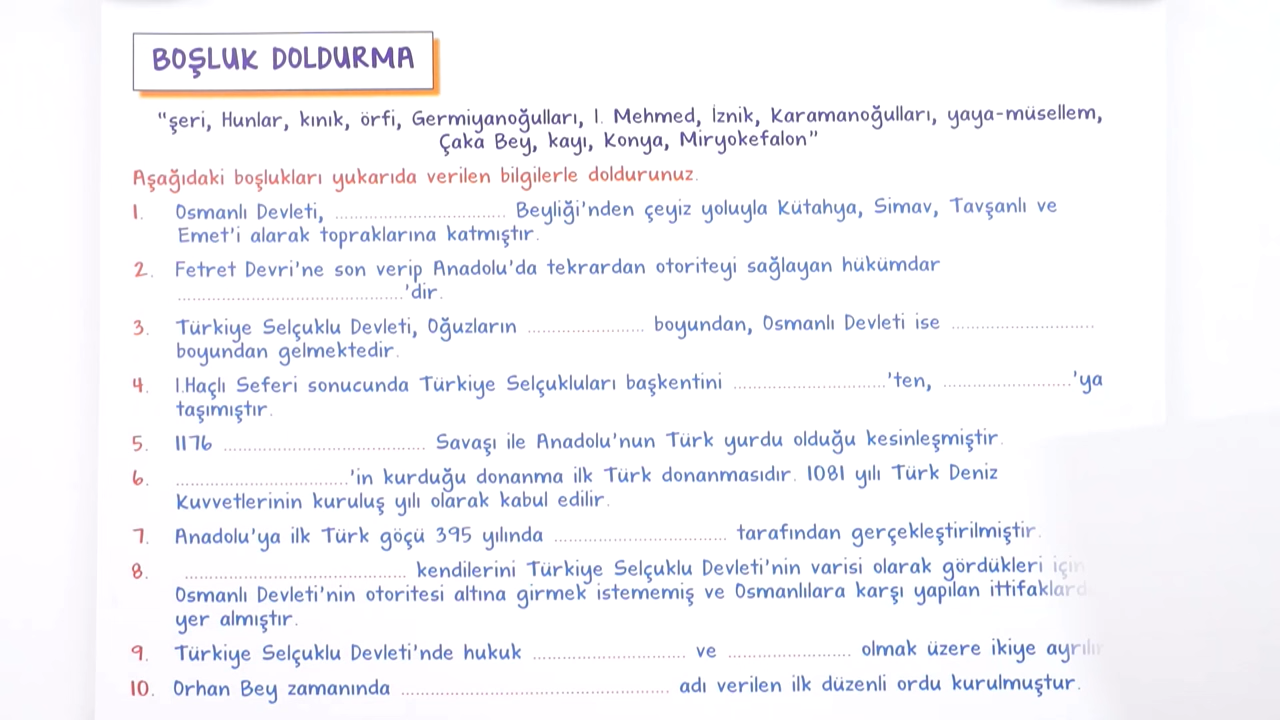 BOŞLUK DOLDURMA
"şeri, Hunlar, kınık, örfi, Germiyanoğulları, I. Mehmed, İznik, Karamanoğulları, yaya-müsellem,
Çaka Bey, kayı, Konya, Miryokefalon"
Aşağıdaki boşlukları yukarıda verilen bilgilerle doldurunuz.
1. Osmanlı Devleti, .................................. Beyliği'nden çeyiz yoluyla Kütahya, Simav, Tavşanlı ve
Emet'i alarak topraklarına katmıştır.
2. Fetret Devri'ne son verip Anadolu'da tekrardan otoriteyi sağlayan hükümdar
.............................................'dir.
3. Türkiye Selçuklu Devleti, Oğuzların ....................... boyundan, Osmanlı Devleti ise .............................
boyundan gelmektedir.
4. I.Haçlı Seferi sonucunda Türkiye Selçukluları başkentini ..............................'ten, ..........................'ya
taşımıştır.
5. 1176 ........................................ Savaşı ile Anadolu'nun Türk yurdu olduğu kesinleşmiştir.
6. ..................................'in kurduğu donanma ilk Türk donanmasıdır. 1081 yılı Türk Deniz
Kuvvetlerinin kuruluş yılı olarak kabul edilir.
7. Anadolu'ya ilk Türk göçü 395 yılında .................................. tarafından gerçekleştirilmiştir.
8. ............................................ kendilerini Türkiye Selçuklu Devleti'nin varisi olarak gördükleri için
Osmanlı Devleti'nin otoritesi altına girmek istememiş ve Osmanlılara karşı yapılan
yer almıştır.
9. Türkiye Selçuklu Devleti'nde hukuk .............................. ve ......................... olmak üzere ikiye
10. Orhan Bey zamanında ..................................................... adı verilen ilk düzenli ordu kurulmuştur.